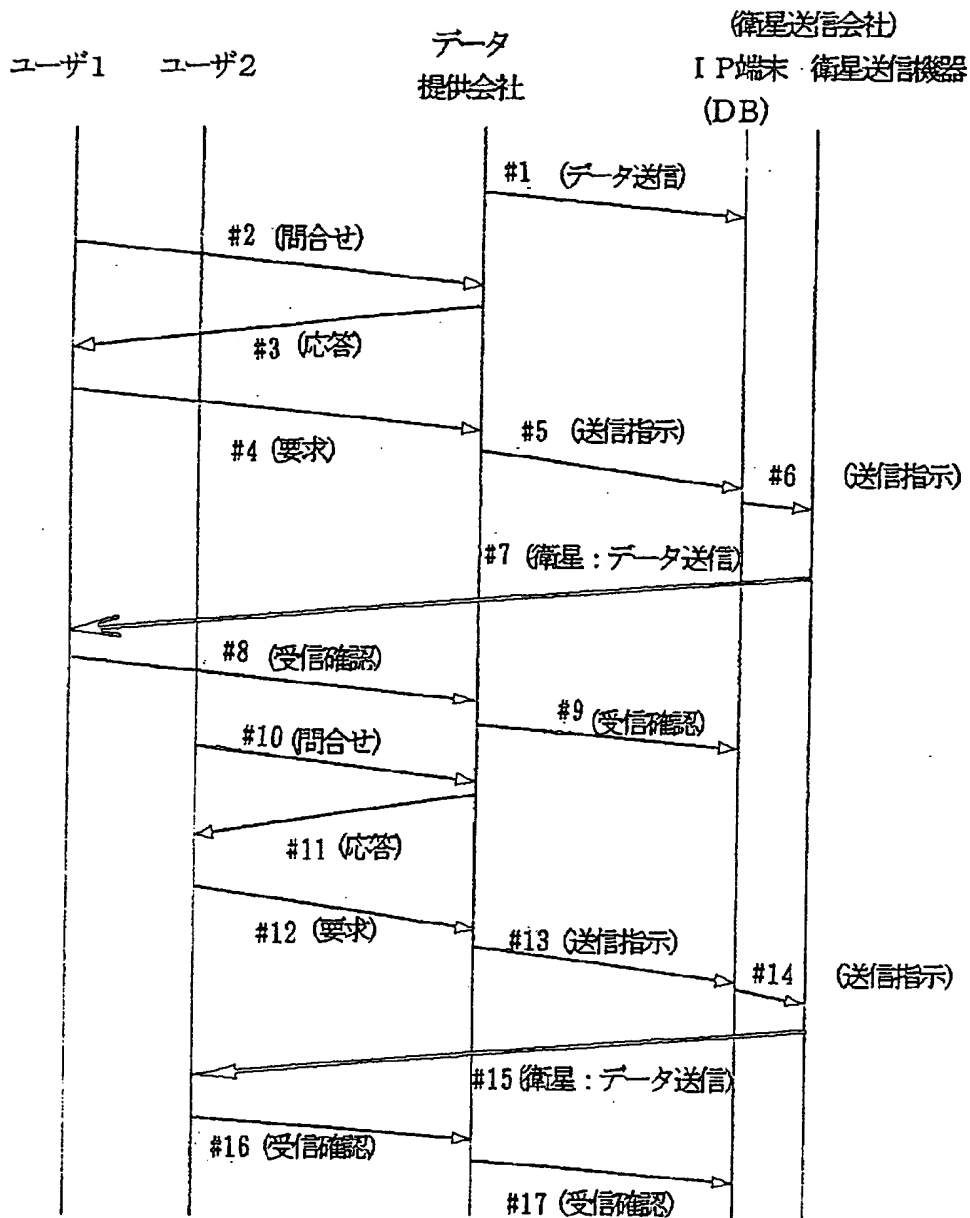 (衛星送信会社)
ユーザ1 ユーザ2 データ提供会社 IP端末 衛星送信機器
(DB)
#1 (データ送信)
#2 (問合せ)
#3 (応答)
#4 (要求)
#5 (送信指示)
#6 (送信指示)
#7 (衛星:データ送信)
#8 (受信確認)
#9 (受信確認)
#10 (問合せ)
#11 (応答)
#12 (要求)
#13 (送信指示)
#14 (送信指示)
#15 (衛星:データ送信)
#16 (受信確認)
#17 (受信確認)